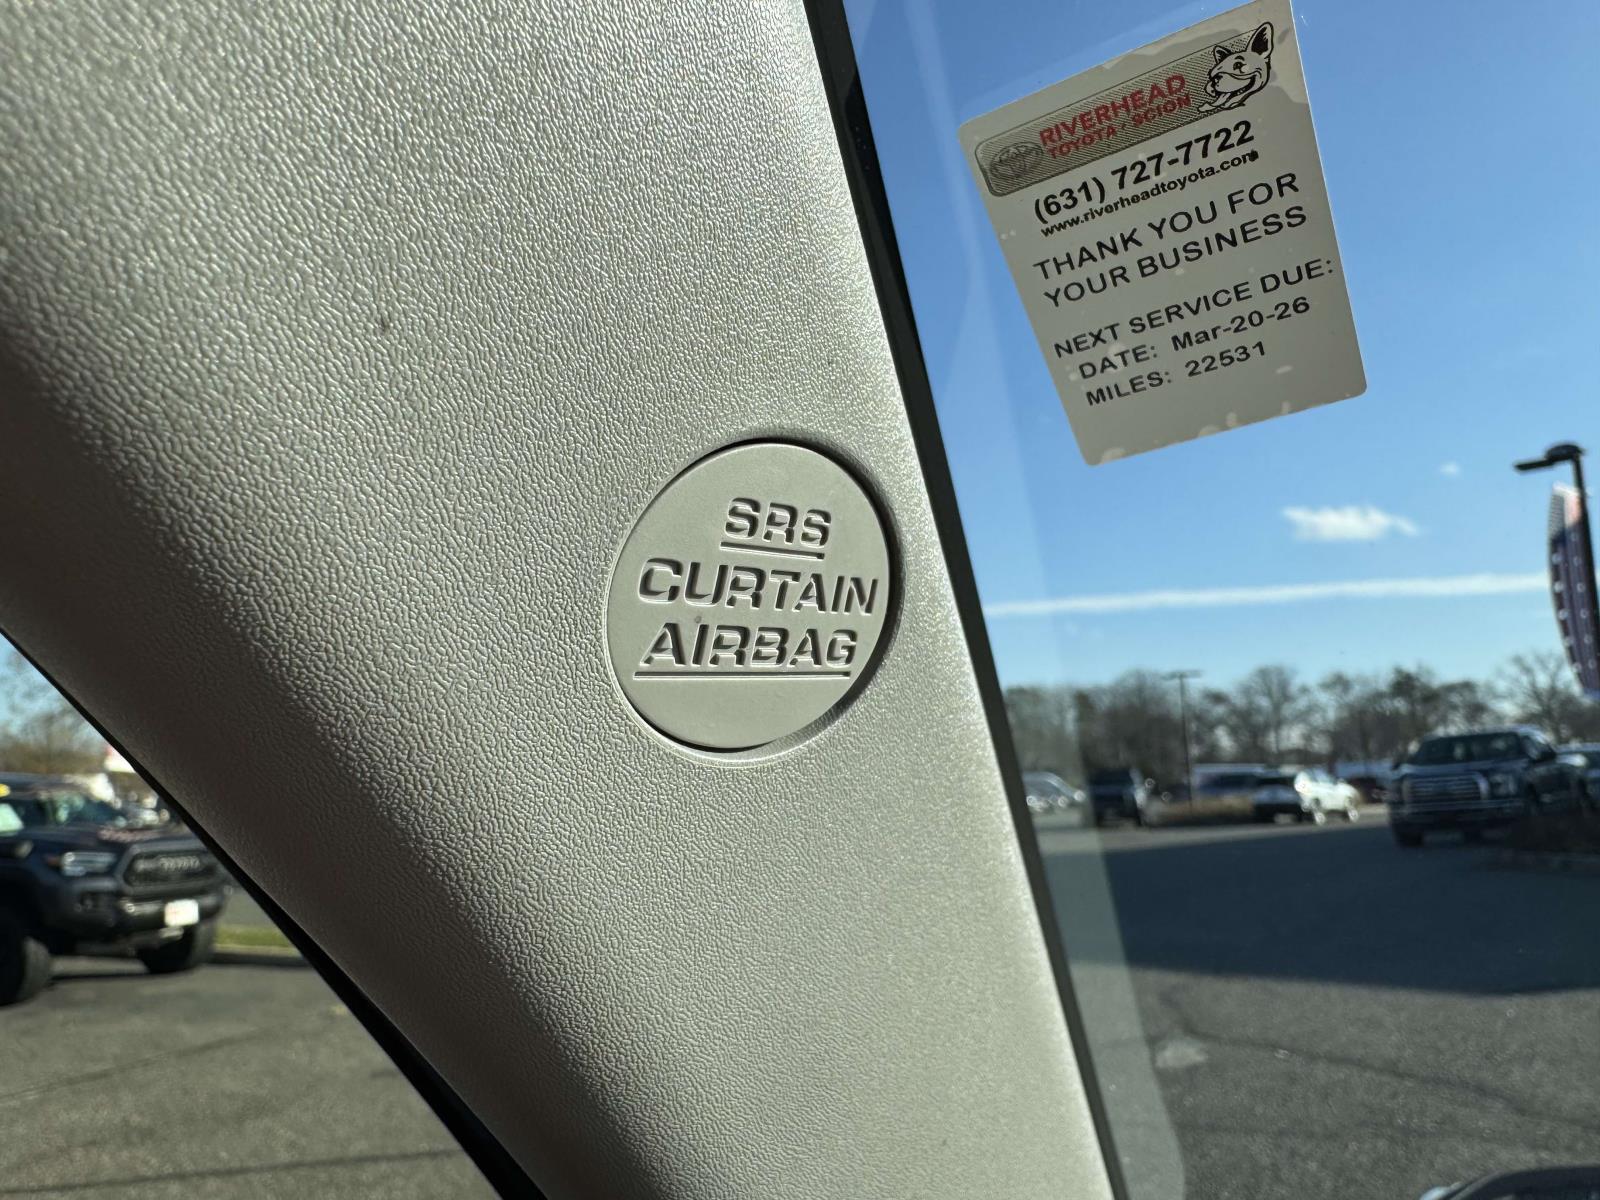 RIVERHEAD
TOYOTA · SCION
(631) 727-7722
www.riverheadtoyota.com
THANK YOU FOR
YOUR BUSINESS
NEXT SERVICE DUE:
DATE: Mar-20-26
MILES: 22531
SRS
CURTAIN
AIRBAG
TOYOTA